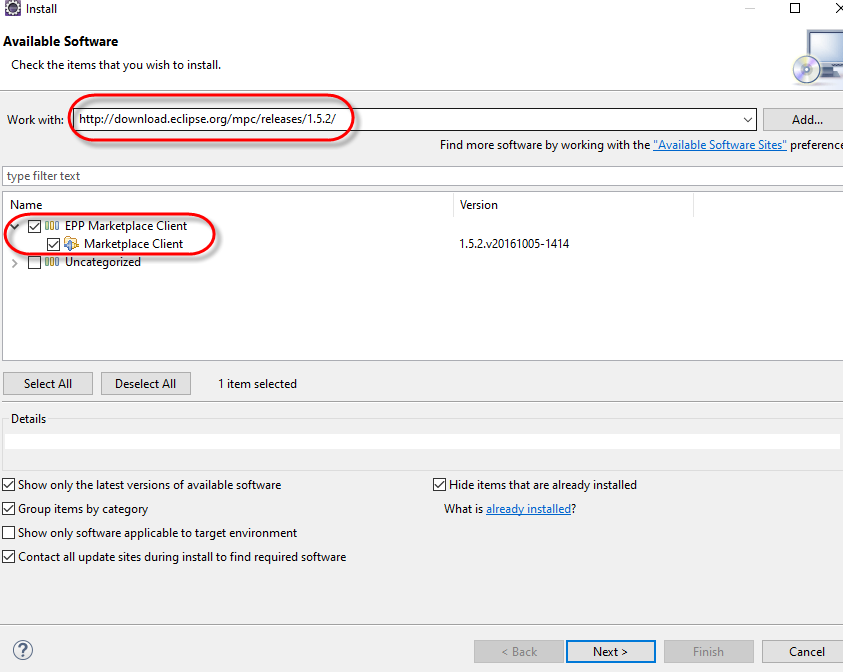 Install
Available Software
Check the items that you wish to install.
Work with: http://download.eclipse.org/mpc/releases/1.5.2/ Add...
Find more software by working with the "Available Software Sites" preference
type filter text
Name Version
EPP Marketplace Client
Marketplace Client 1.5.2.v20161005-1414
Uncategorized
Select All Deselect All 1 item selected
Details
Show only the latest versions of available software Hide items that are already installed
Group items by category What is already installed?
Show only software applicable to target environment
Contact all update sites during install to find required software
? < Back Next > Finish Cancel